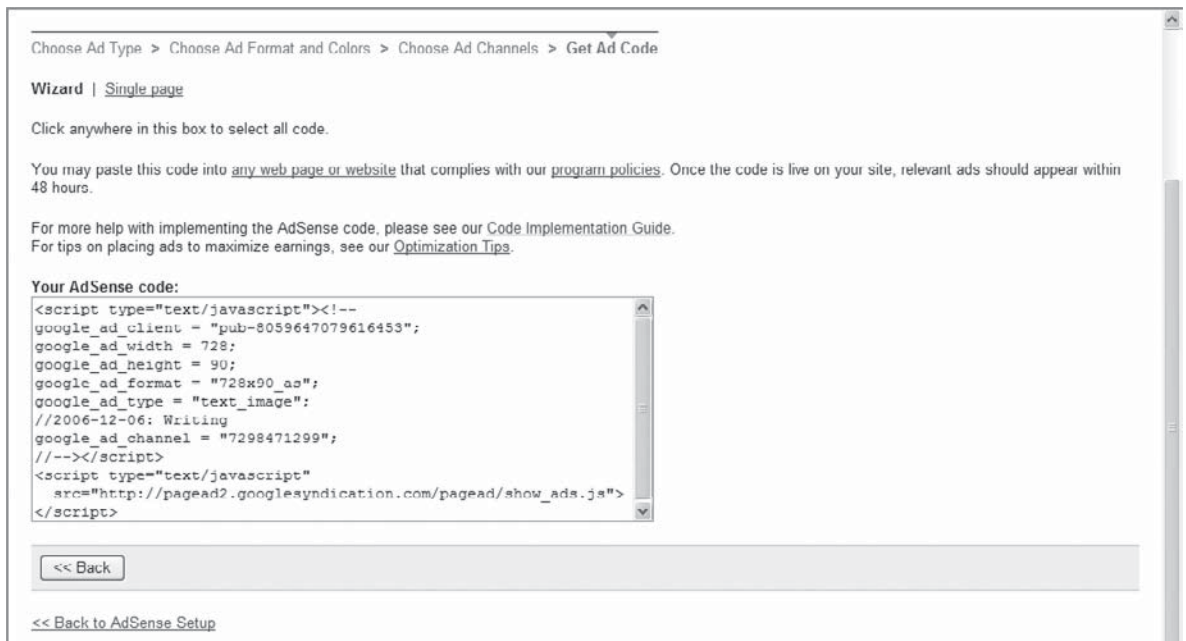 Choose Ad Type > Choose Ad Format and Colors > Choose Ad Channels > Get Ad Code
Wizard | Single page
Click anywhere in this box to select all code.
You may paste this code into any web page or website that complies with our program policies. Once the code is live on your site, relevant ads should appear within
48 hours.
For more help with implementing the AdSense code, please see our Code Implementation Guide.
For tips on placing ads to maximize earnings, see our Optimization Tips.
Your AdSense code:
<script type="text/javascript"><!--
google_ad_client = "pub-8059647079616453";
google_ad_width = 728;
google_ad_height = 90;
google_ad_format = "728x90_as";
google_ad_type = "text_image";
//2006-12-06: Writing
google_ad_channel = "7298471299";
//--></script>
<script type="text/javascript"
src="http://pagead2.googlesyndication.com/pagead/show_ads.js">
</script>
<< Back
<< Back to AdSense Setup